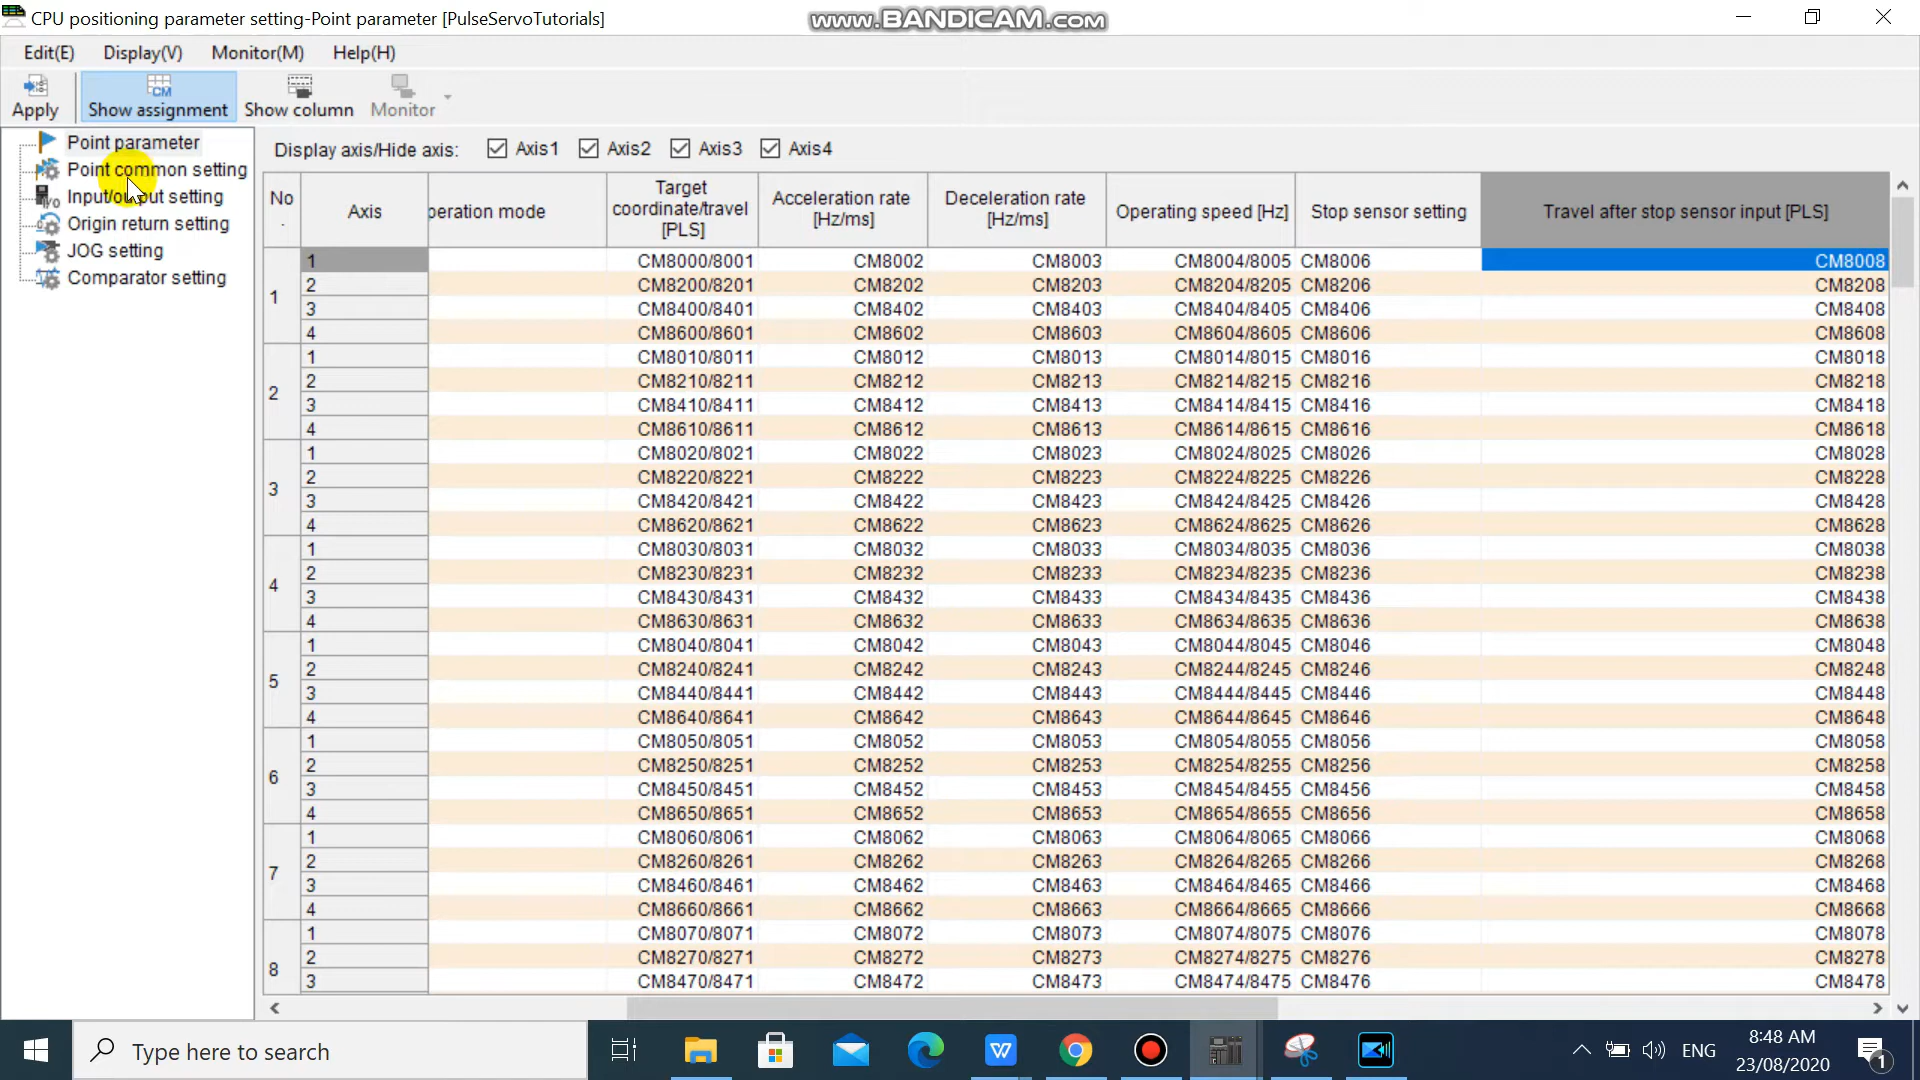 CPU positioning parameter setting-Point parameter [PulseServoTutorials]
www.BANDICAM.com
Edit(E) Display(V) Monitor(M) Help(H)
Apply Show assignment Show column Monitor
Point parameter
Point common setting
Input/output setting
Origin return setting
JOG setting
Comparator setting
Display axis/Hide axis: Axis1 Axis2 Axis3 Axis4
No. Axis peration mode Target coordinate/travel [PLS] Acceleration rate [Hz/ms] Deceleration rate [Hz/ms] Operating speed [Hz] Stop sensor setting Travel after stop sensor input [PLS]
1 1 CM8000/8001 CM8002 CM8003 CM8004/8005 CM8006 CM8008
2 CM8200/8201 CM8202 CM8203 CM8204/8205 CM8206 CM8208
3 CM8400/8401 CM8402 CM8403 CM8404/8405 CM8406 CM8408
4 CM8600/8601 CM8602 CM8603 CM8604/8605 CM8606 CM8608
2 1 CM8010/8011 CM8012 CM8013 CM8014/8015 CM8016 CM8018
2 CM8210/8211 CM8212 CM8213 CM8214/8215 CM8216 CM8218
3 CM8410/8411 CM8412 CM8413 CM8414/8415 CM8416 CM8418
4 CM8610/8611 CM8612 CM8613 CM8614/8615 CM8616 CM8618
3 1 CM8020/8021 CM8022 CM8023 CM8024/8025 CM8026 CM8028
2 CM8220/8221 CM8222 CM8223 CM8224/8225 CM8226 CM8228
3 CM8420/8421 CM8422 CM8423 CM8424/8425 CM8426 CM8428
4 CM8620/8621 CM8622 CM8623 CM8624/8625 CM8626 CM8628
4 1 CM8030/8031 CM8032 CM8033 CM8034/8035 CM8036 CM8038
2 CM8230/8231 CM8232 CM8233 CM8234/8235 CM8236 CM8238
3 CM8430/8431 CM8432 CM8433 CM8434/8435 CM8436 CM8438
4 CM8630/8631 CM8632 CM8633 CM8634/8635 CM8636 CM8638
5 1 CM8040/8041 CM8042 CM8043 CM8044/8045 CM8046 CM8048
2 CM8240/8241 CM8242 CM8243 CM8244/8245 CM8246 CM8248
3 CM8440/8441 CM8442 CM8443 CM8444/8445 CM8446 CM8448
4 CM8640/8641 CM8642 CM8643 CM8644/8645 CM8646 CM8648
6 1 CM8050/8051 CM8052 CM8053 CM8054/8055 CM8056 CM8058
2 CM8250/8251 CM8252 CM8253 CM8254/8255 CM8256 CM8258
3 CM8450/8451 CM8452 CM8453 CM8454/8455 CM8456 CM8458
4 CM8650/8651 CM8652 CM8653 CM8654/8655 CM8656 CM8658
7 1 CM8060/8061 CM8062 CM8063 CM8064/8065 CM8066 CM8068
2 CM8260/8261 CM8262 CM8263 CM8264/8265 CM8266 CM8268
3 CM8460/8461 CM8462 CM8463 CM8464/8465 CM8466 CM8468
4 CM8660/8661 CM8662 CM8663 CM8664/8665 CM8666 CM8668
8 1 CM8070/8071 CM8072 CM8073 CM8074/8075 CM8076 CM8078
2 CM8270/8271 CM8272 CM8273 CM8274/8275 CM8276 CM8278
3 CM8470/8471 CM8472 CM8473 CM8474/8475 CM8476 CM8478
Type here to search
ENG
8:48 AM
23/08/2020
1